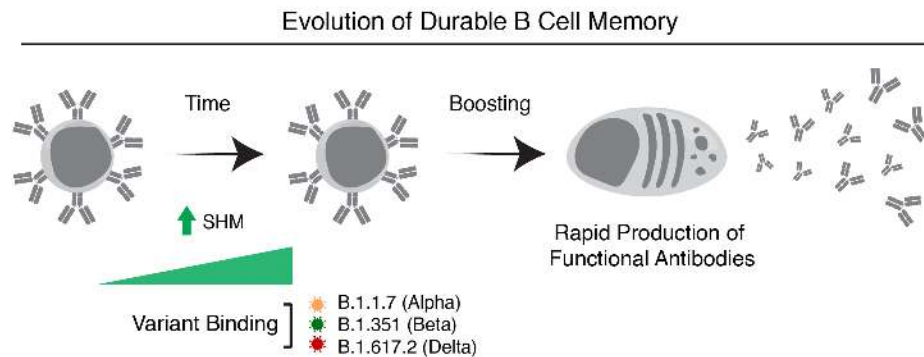 Evolution of Durable B Cell Memory
Time
Boosting
SHM
Rapid Production of
Functional Antibodies
Variant Binding
B.1.1.7 (Alpha)
B.1.351 (Beta)
B.1.617.2 (Delta)